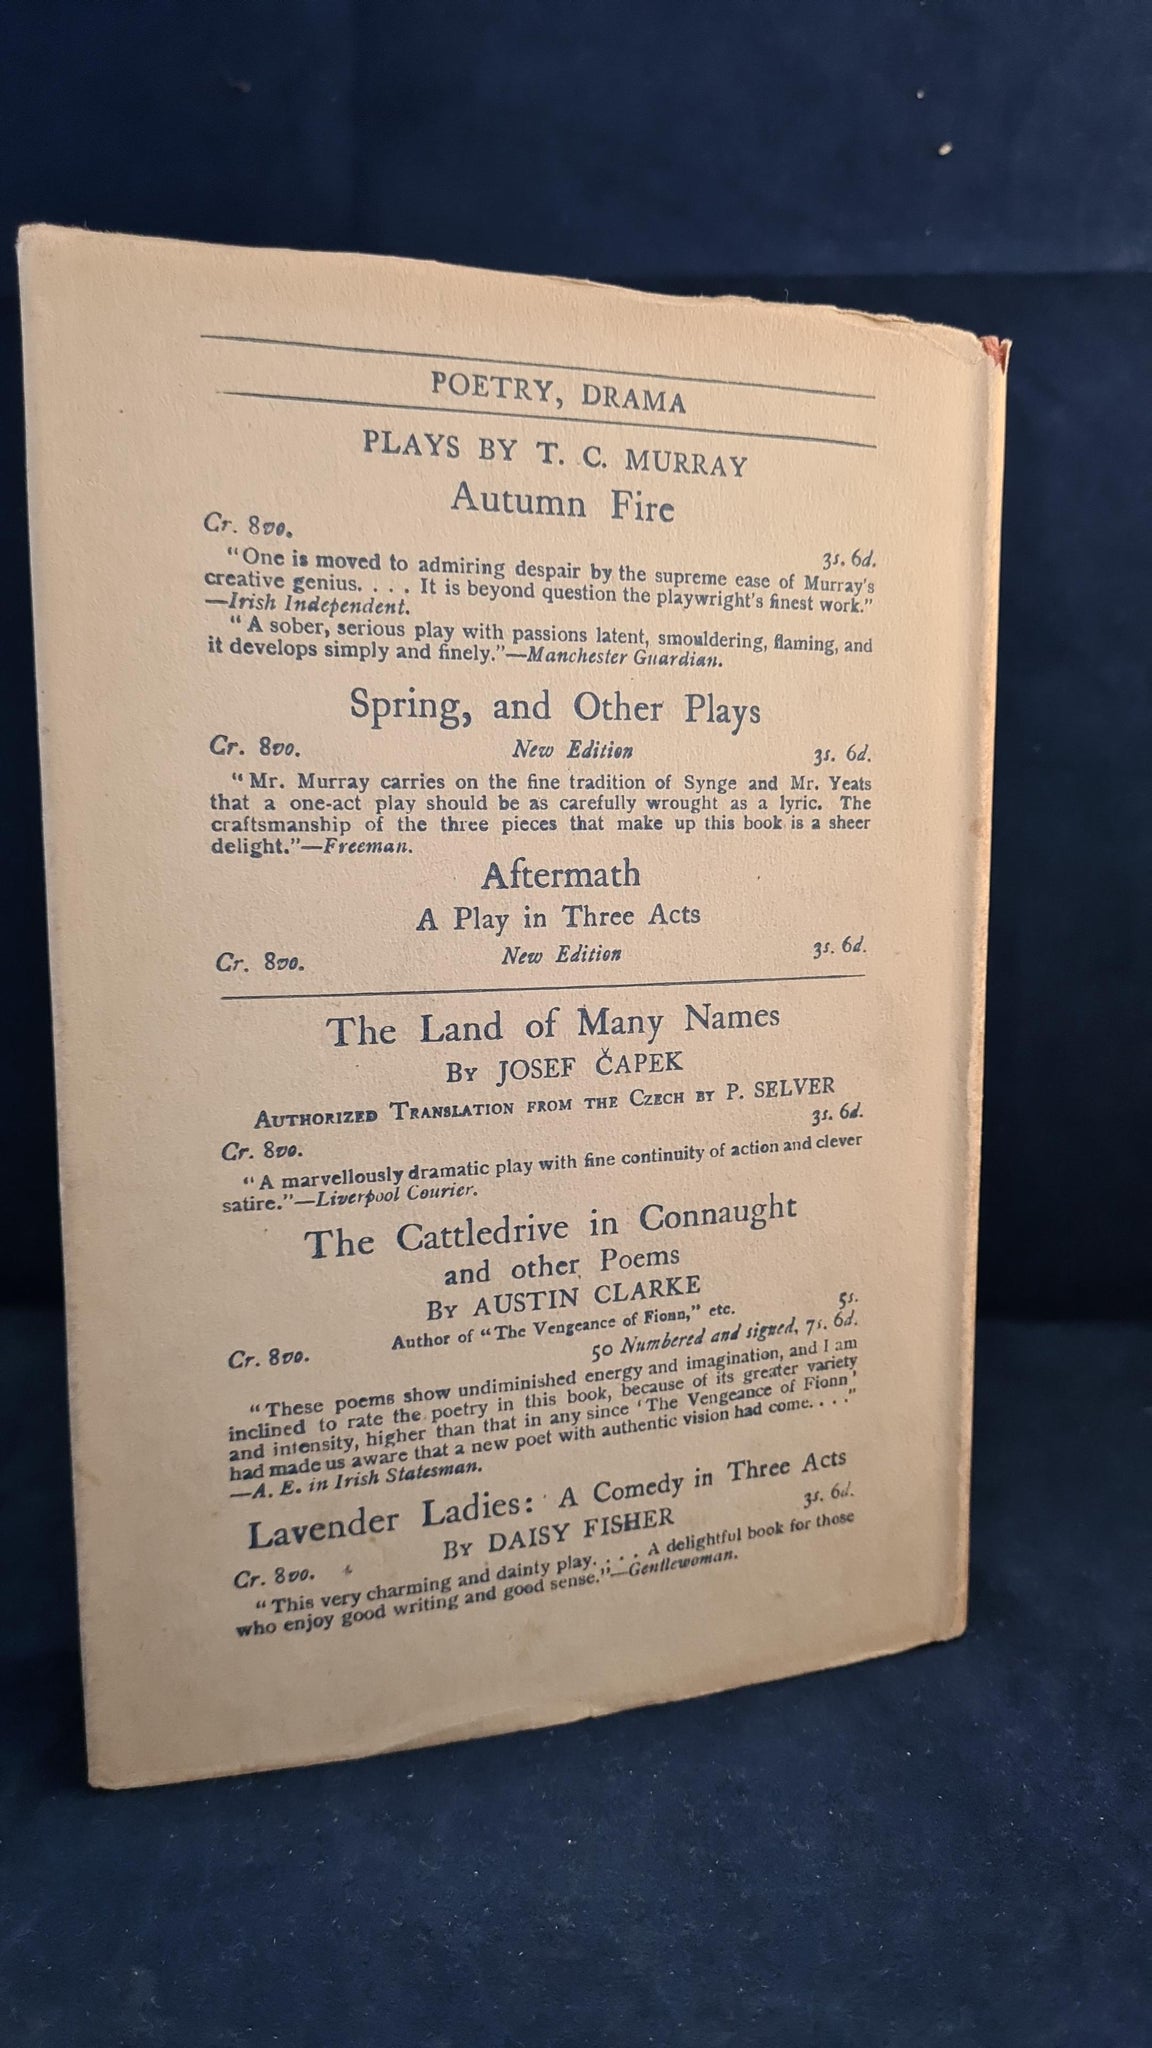 POETRY, DRAMA
PLAYS BY T. C. MURRAY
Autumn Fire
Cr. 8vo. 3s. 6d.
"One is moved to admiring despair by the supreme ease of Murray's
creative genius. . . . It is beyond question the playwright's finest work."
—Irish Independent.
"A sober, serious play with passions latent, smouldering, flaming, and
it develops simply and finely."—Manchester Guardian.
Spring, and Other Plays
Cr. 8vo. New Edition 3s. 6d.
"Mr. Murray carries on the fine tradition of Synge and Mr. Yeats
that a one-act play should be as carefully wrought as a lyric. The
craftsmanship of the three pieces that make up this book is a sheer
delight."—Freeman.
Aftermath
A Play in Three Acts
Cr. 8vo. New Edition 3s. 6d.
The Land of Many Names
By JOSEF ČAPEK
Authorized Translation from the Czech by P. SELVER
Cr. 8vo. 3s. 6d.
"A marvellously dramatic play with fine continuity of action and clever
satire."—Liverpool Courier.
The Cattledrive in Connaught
and other Poems
By AUSTIN CLARKE
Author of "The Vengeance of Fionn," etc. 5s.
Cr. 8vo. 50 Numbered and signed, 7s. 6d.
"These poems show undiminished energy and imagination, and I am
inclined to rate the poetry in this book, because of its greater variety
and intensity, higher than that in any since 'The Vengeance of Fionn'
had made us aware that a new poet with authentic vision had come. . . ."
—A. E. in Irish Statesman.
Lavender Ladies: A Comedy in Three Acts
By DAISY FISHER
Cr. 8vo. 3s. 6d.
"This very charming and dainty play. . . . A delightful book for those
who enjoy good writing and good sense."—Gentlewoman.